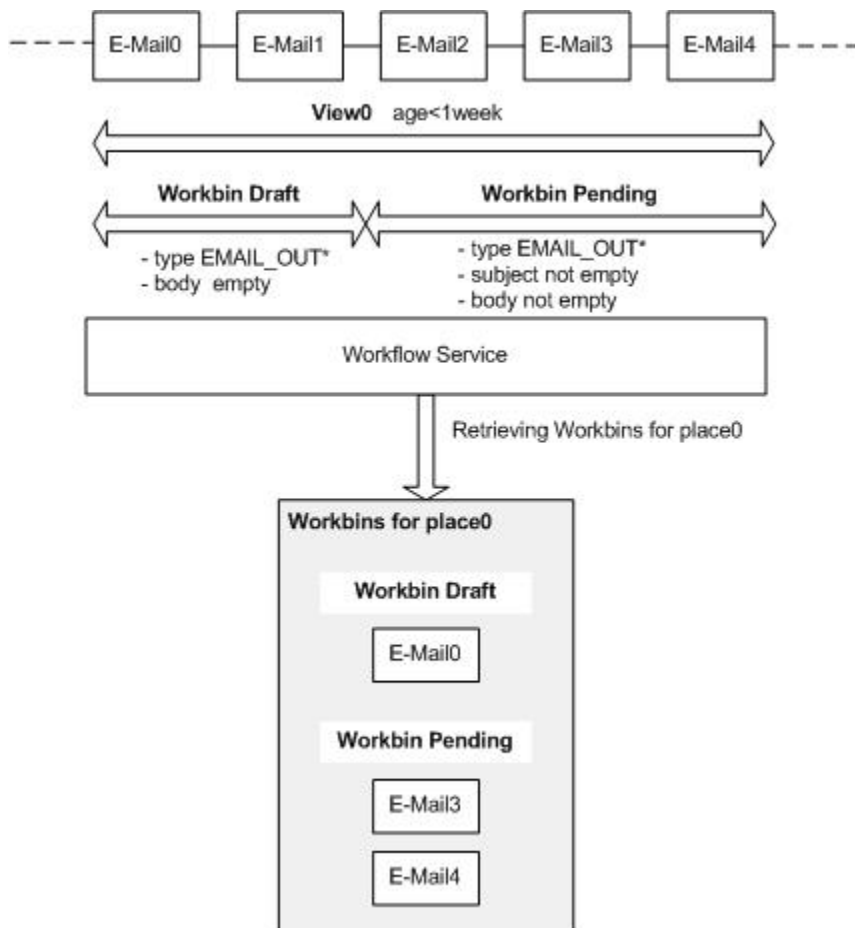 E-Mail0 E-Mail1 E-Mail2 E-Mail3 E-Mail4
View0 age<1week
Workbin Draft
- type EMAIL_OUT*
- body empty
Workbin Pending
- type EMAIL_OUT*
- subject not empty
- body not empty
Workflow Service
Retrieving Workbins for place0
Workbins for place0
Workbin Draft
E-Mail0
Workbin Pending
E-Mail3
E-Mail4